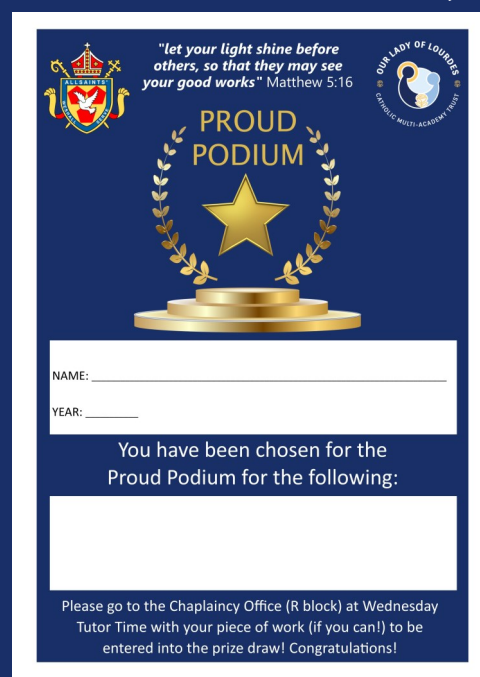 "let your light shine before
others, so that they may see
your good works" Matthew 5:16
ALL SAINTS'
OUR LADY OF LOURDES
CATHOLIC MULTI-ACADEMY TRUST
PROUD
PODIUM
NAME:
YEAR:
You have been chosen for the
Proud Podium for the following:
Please go to the Chaplaincy Office (R block) at Wednesday
Tutor Time with your piece of work (if you can!) to be
entered into the prize draw! Congratulations!